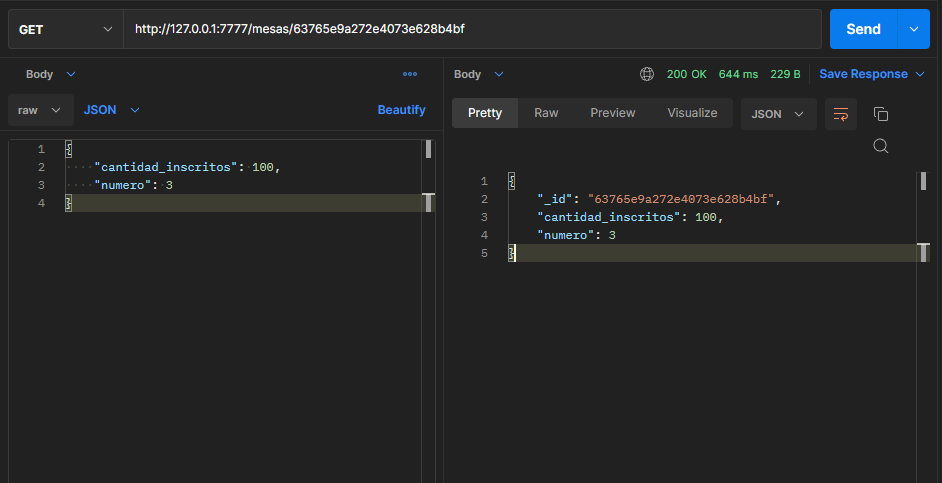 GET http://127.0.0.1:7777/mesas/63765e9a272e4073e628b4bf Send
Body
raw JSON Beautify
1 {
2 ····"cantidad_inscritos": 100,
3 ····"numero": 3
4 }
Body 200 OK 644 ms 229 B Save Response
Pretty Raw Preview Visualize JSON
1 {
2 "_id": "63765e9a272e4073e628b4bf",
3 "cantidad_inscritos": 100,
4 "numero": 3
5 }